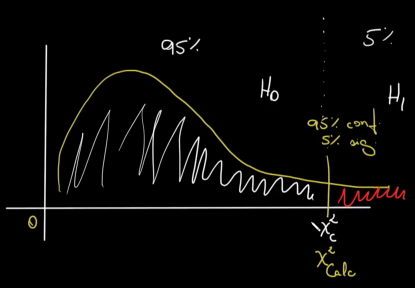 95%
5%
H₀
H₁
95% conf
5% sig
0
χ²c
χ²Calc